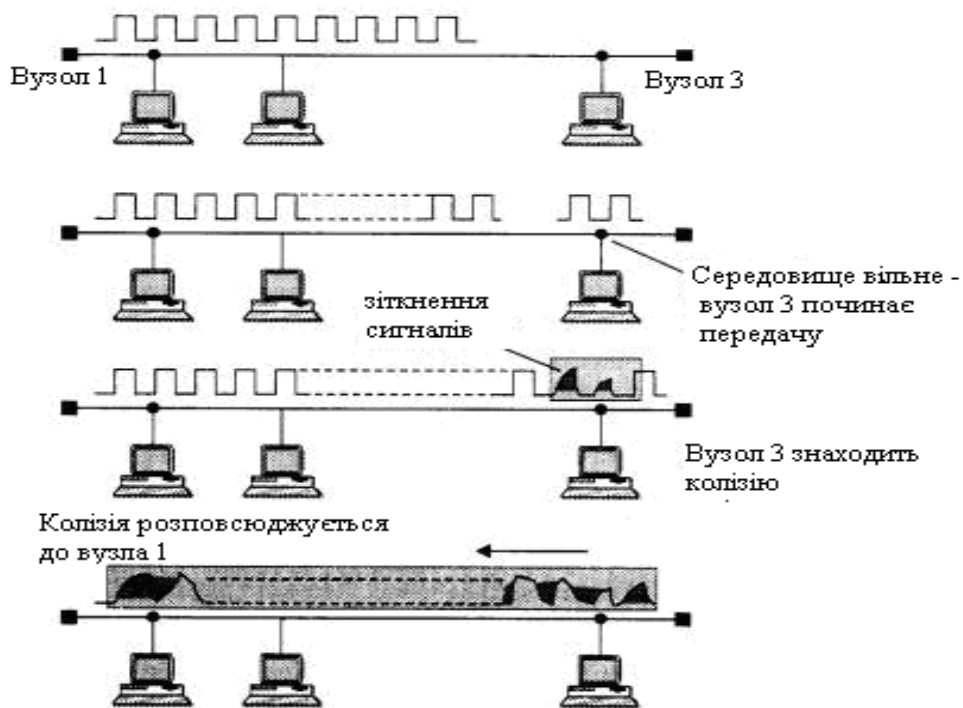 Вузол 1
Вузол 3
Середовище вільне -
вузол 3 починає
передачу
зіткнення
сигналів
Вузол 3 знаходить
колізію
Колізія розповсюджується
до вузла 1